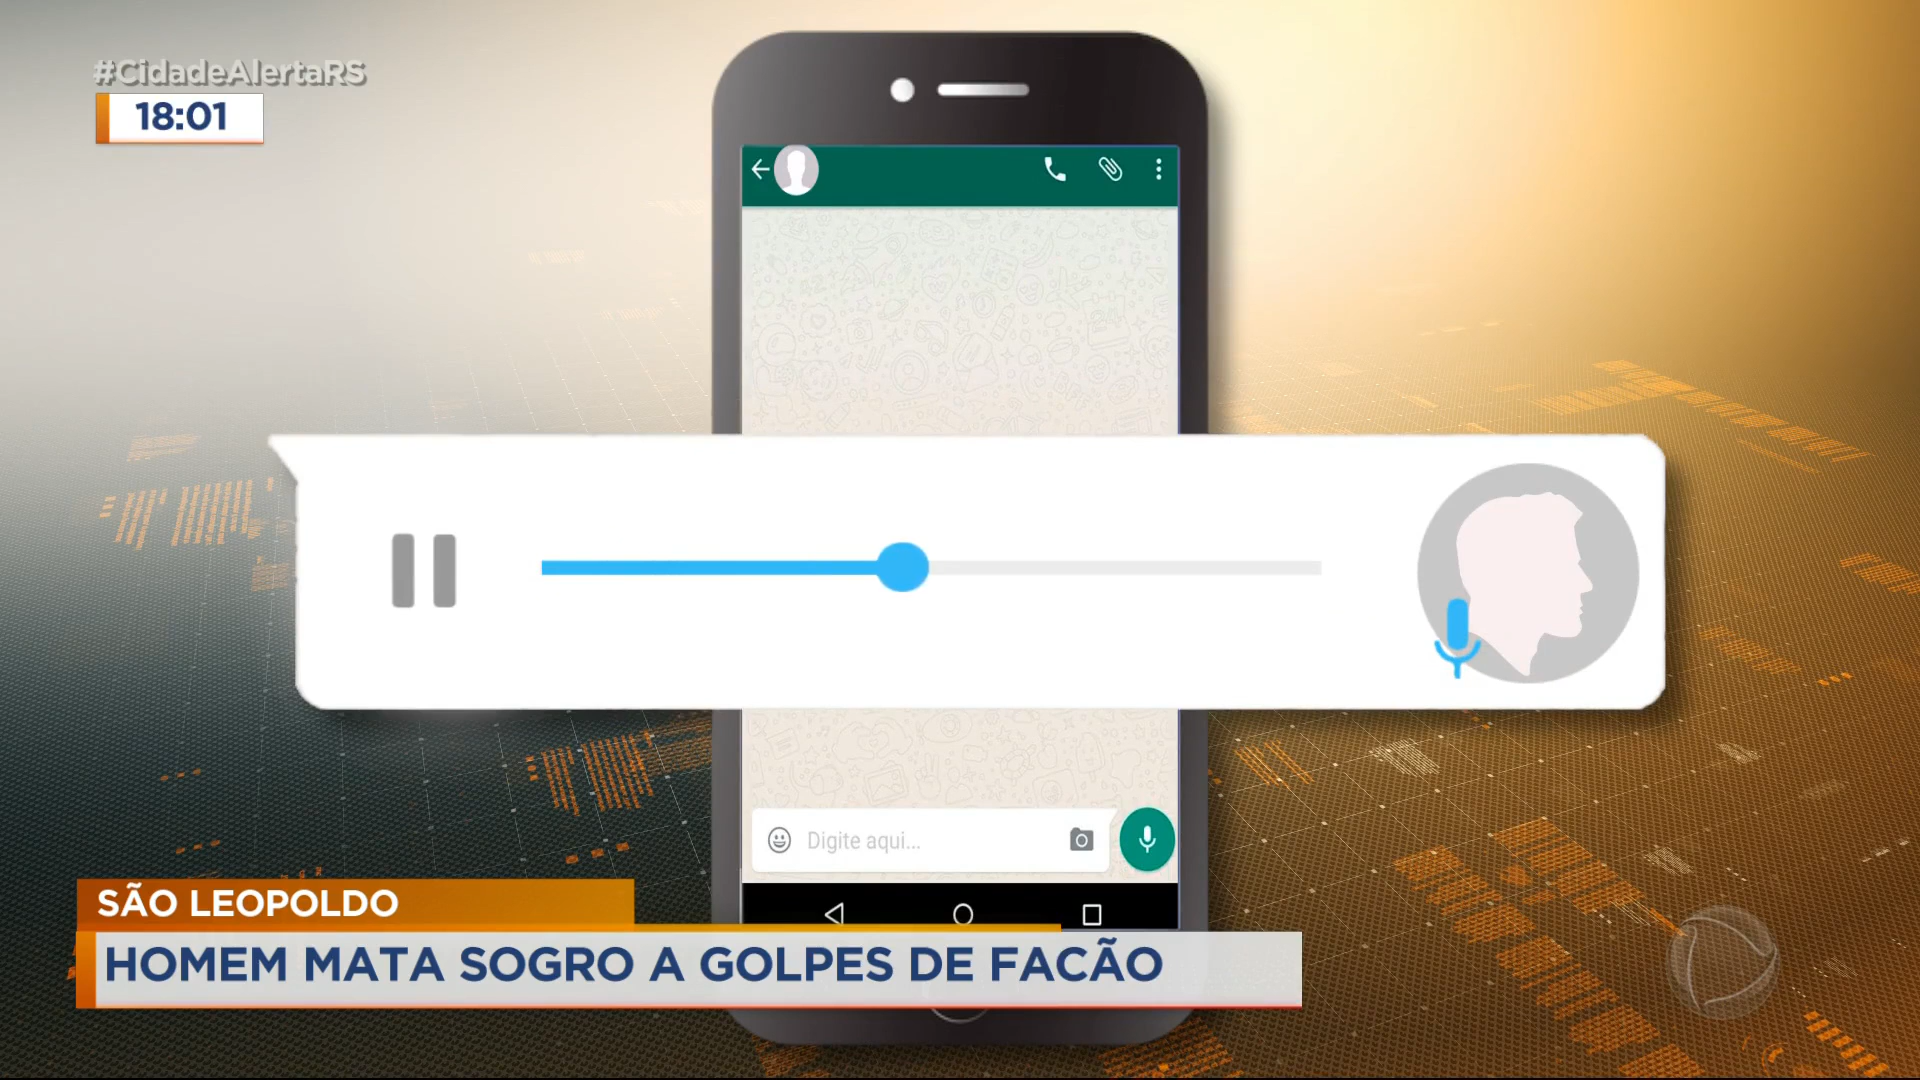 #CidadeAlertaRS
18:01
Digite aqui...
SÃO LEOPOLDO
HOMEM MATA SOGRO A GOLPES DE FACÃO